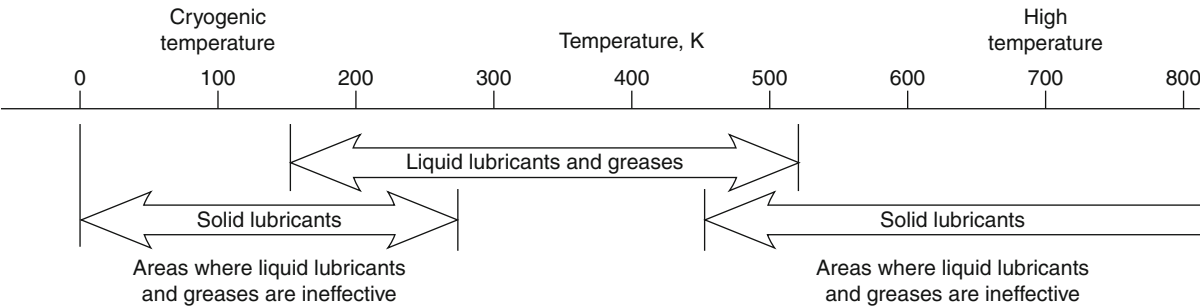 Cryogenic
temperature
Temperature, K
High
temperature
0 100 200 300 400 500 600 700 800
Liquid lubricants and greases
Solid lubricants
Solid lubricants
Areas where liquid lubricants
and greases are ineffective
Areas where liquid lubricants
and greases are ineffective